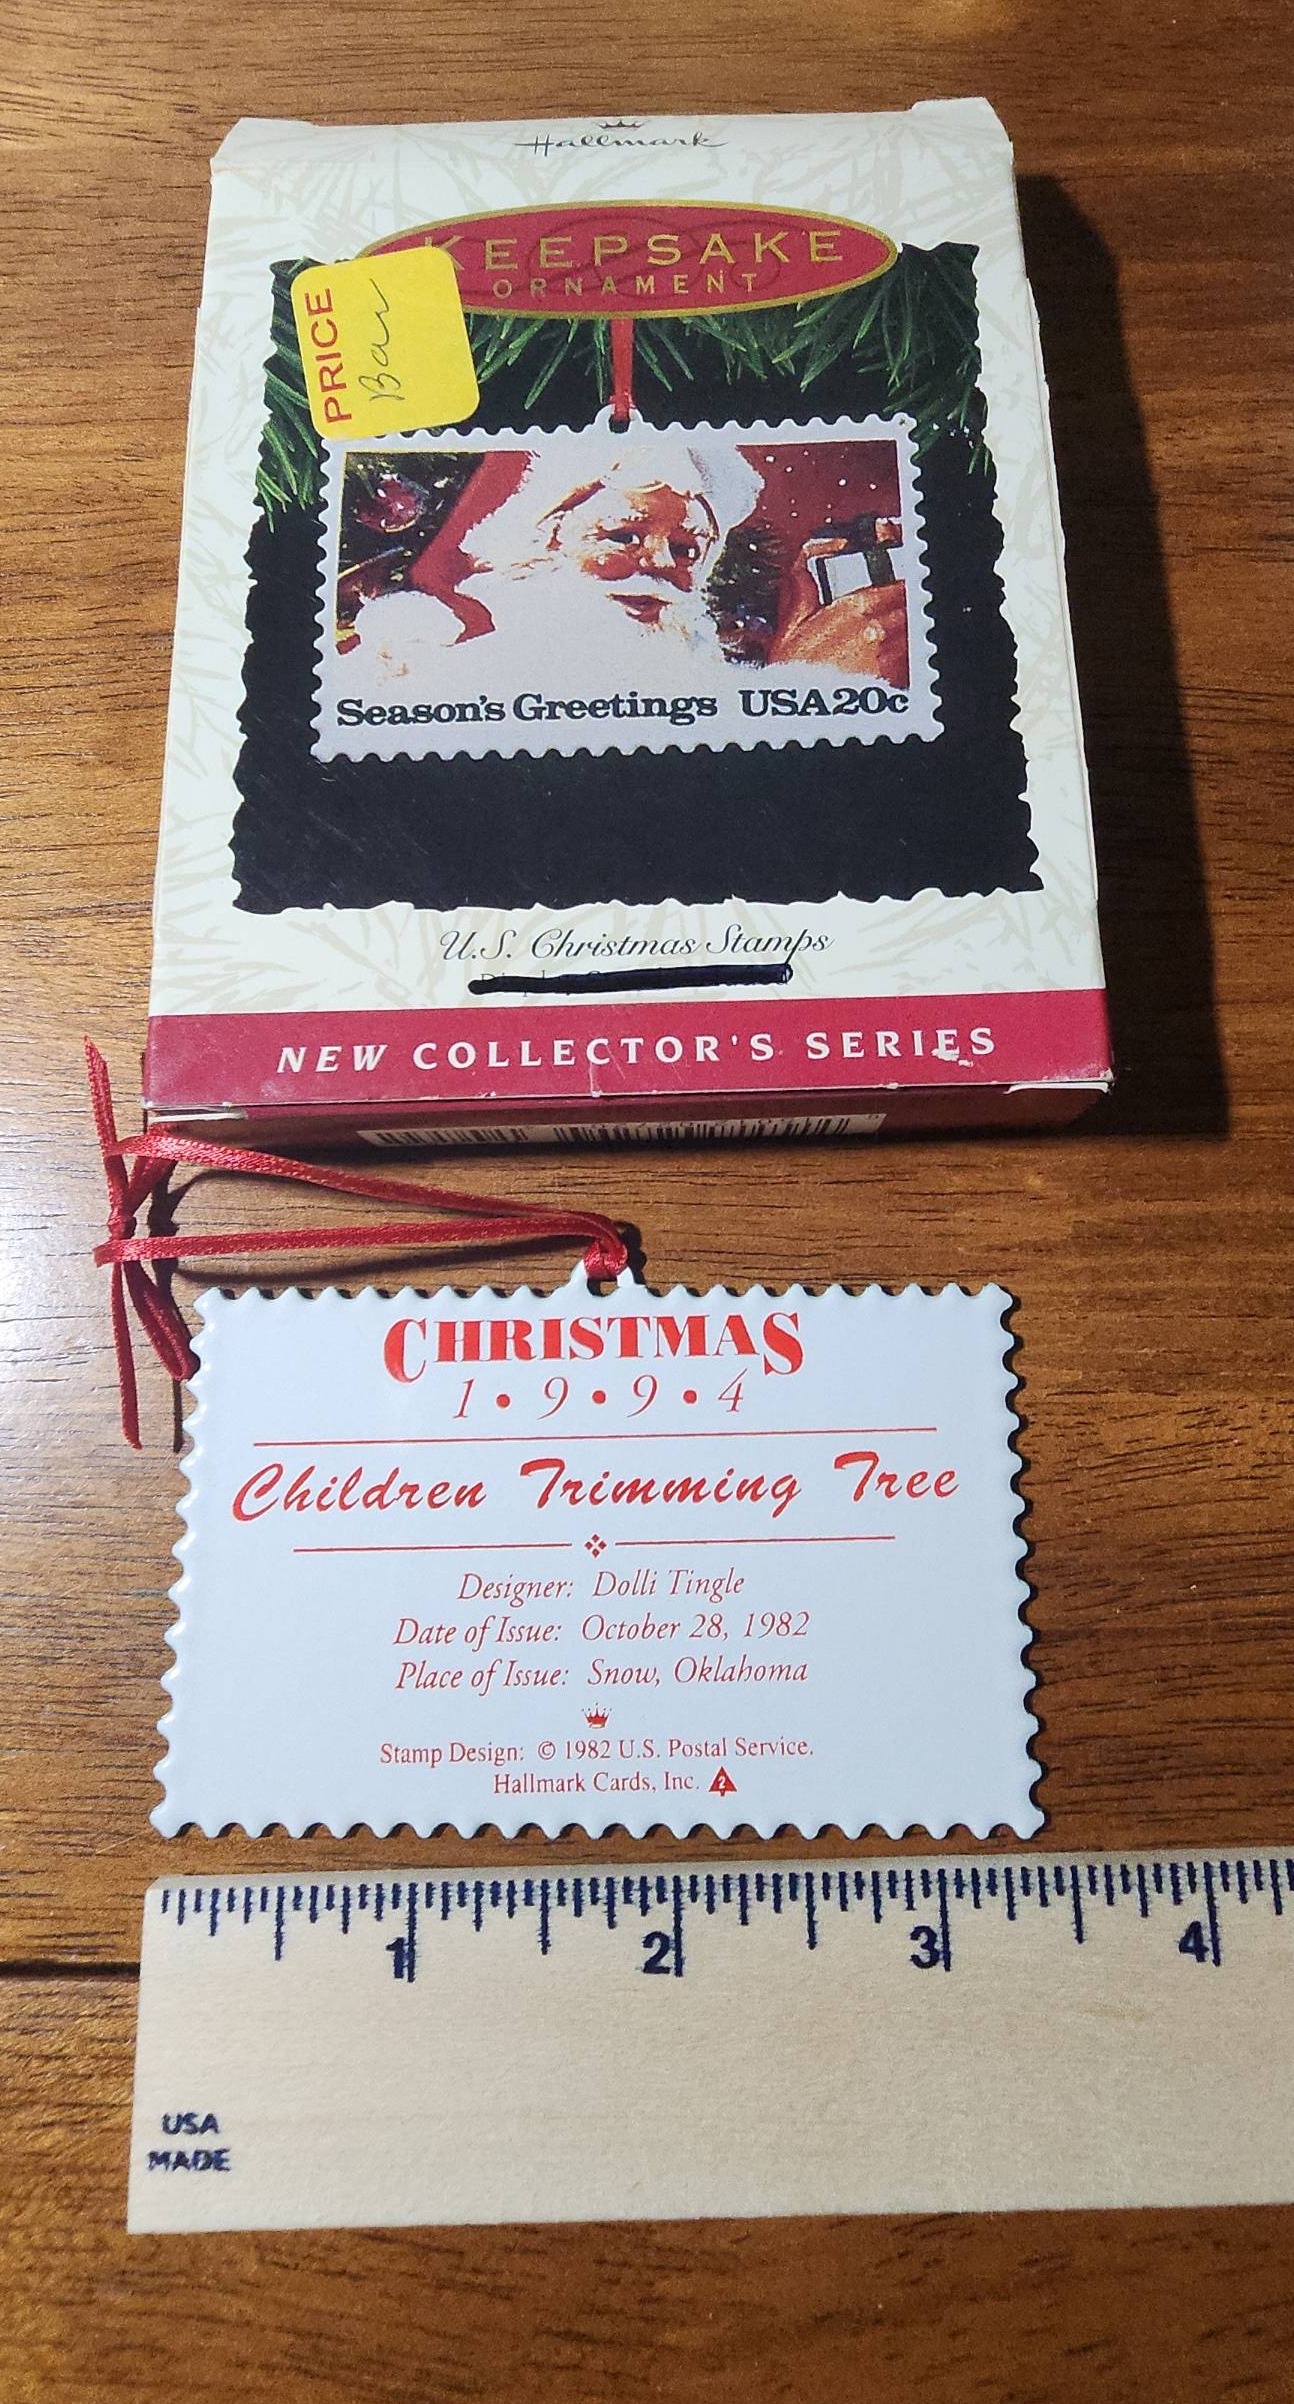 Hallmark
KEEPSAKE
ORNAMENT
PRICE
Bar
Season's Greetings USA20c
U.S. Christmas Stamps
NEW COLLECTOR'S SERIES
CHRISTMAS
1•9•9•4
Children Trimming Tree
Designer: Dolli Tingle
Date of Issue: October 28, 1982
Place of Issue: Snow, Oklahoma
Stamp Design: © 1982 U.S. Postal Service.
Hallmark Cards, Inc. 2
1 2 3 4
USA
MADE